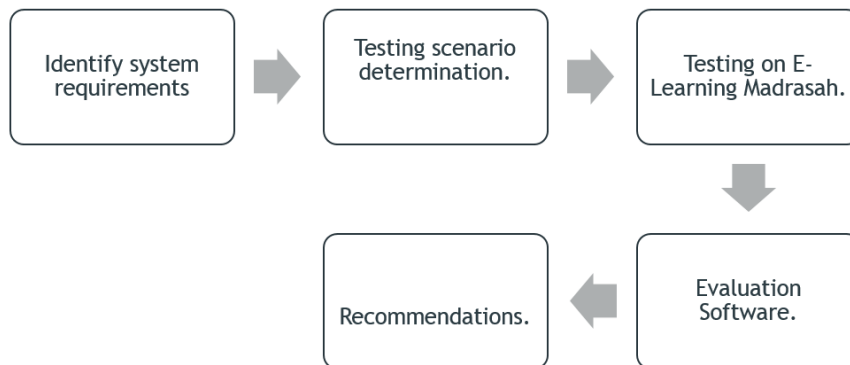 Identify system
requirements
Testing scenario
determination.
Testing on E-
Learning Madrasah.
Evaluation
Software.
Recommendations.